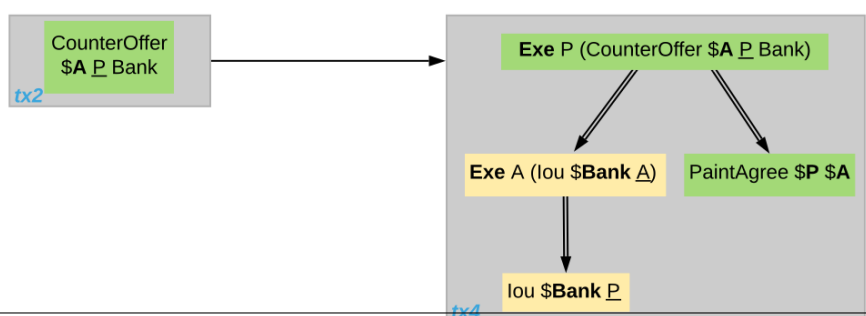 CounterOffer
$A P Bank
tx2
Exe P (CounterOffer $A P Bank)
Exe A (Iou $Bank A)
PaintAgree $P $A
Iou $Bank P
tx4